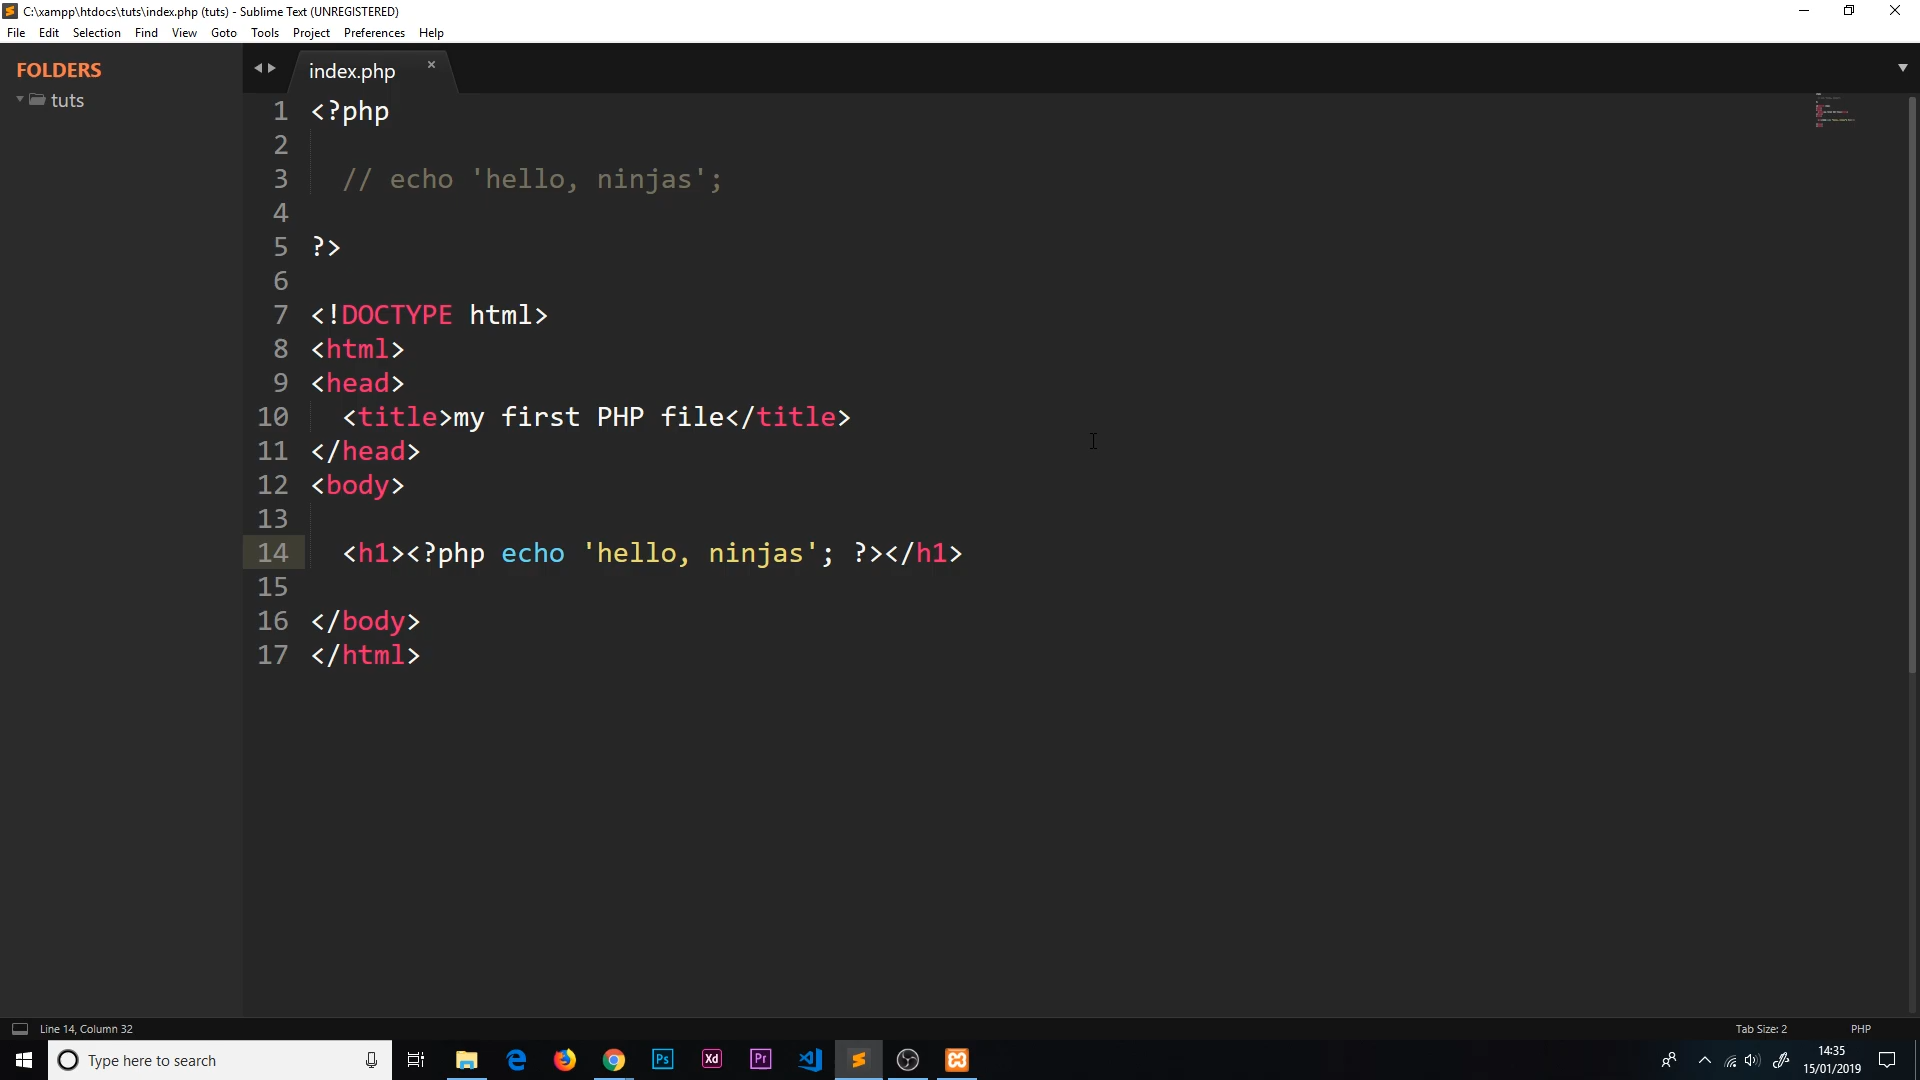 C:\xampp\htdocs\tuts\index.php (tuts) - Sublime Text (UNREGISTERED)
File Edit Selection Find View Goto Tools Project Preferences Help
FOLDERS
tuts
index.php
1 <?php
2
3 // echo 'hello, ninjas';
4
5 ?>
6
7 <!DOCTYPE html>
8 <html>
9 <head>
10 <title>my first PHP file</title>
11 </head>
12 <body>
13
14 <h1><?php echo 'hello, ninjas'; ?></h1>
15
16 </body>
17 </html>
Line 14, Column 32
Tab Size: 2
PHP
Type here to search
Ps
Xd
Pr
14:35
15/01/2019